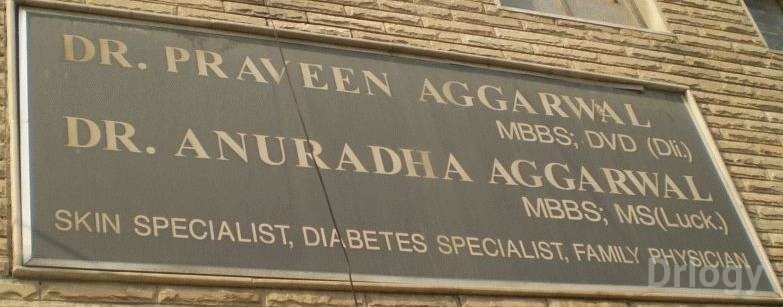 DR. PRAVEEN AGGARWAL
MBBS; DVD (Dli.)
DR. ANURADHA AGGARWAL
MBBS; MS(Luck.)
SKIN SPECIALIST, DIABETES SPECIALIST, FAMILY PHYSICIAN
Drlogy